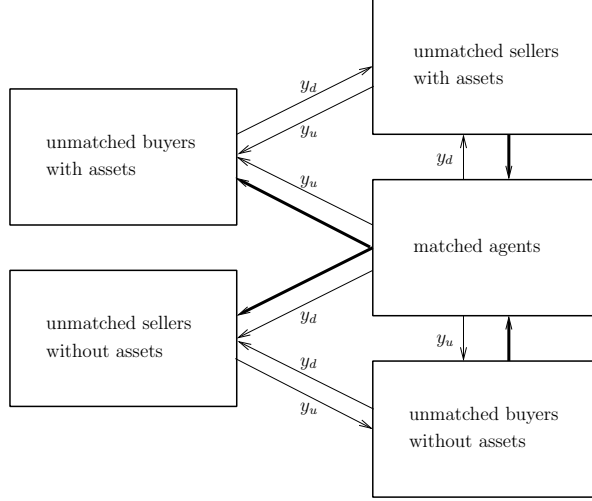 unmatched sellers
with assets
y_d
y_u
unmatched buyers
with assets
y_d
y_u
matched agents
unmatched sellers
without assets
y_d
y_u
y_d
y_u
unmatched buyers
without assets